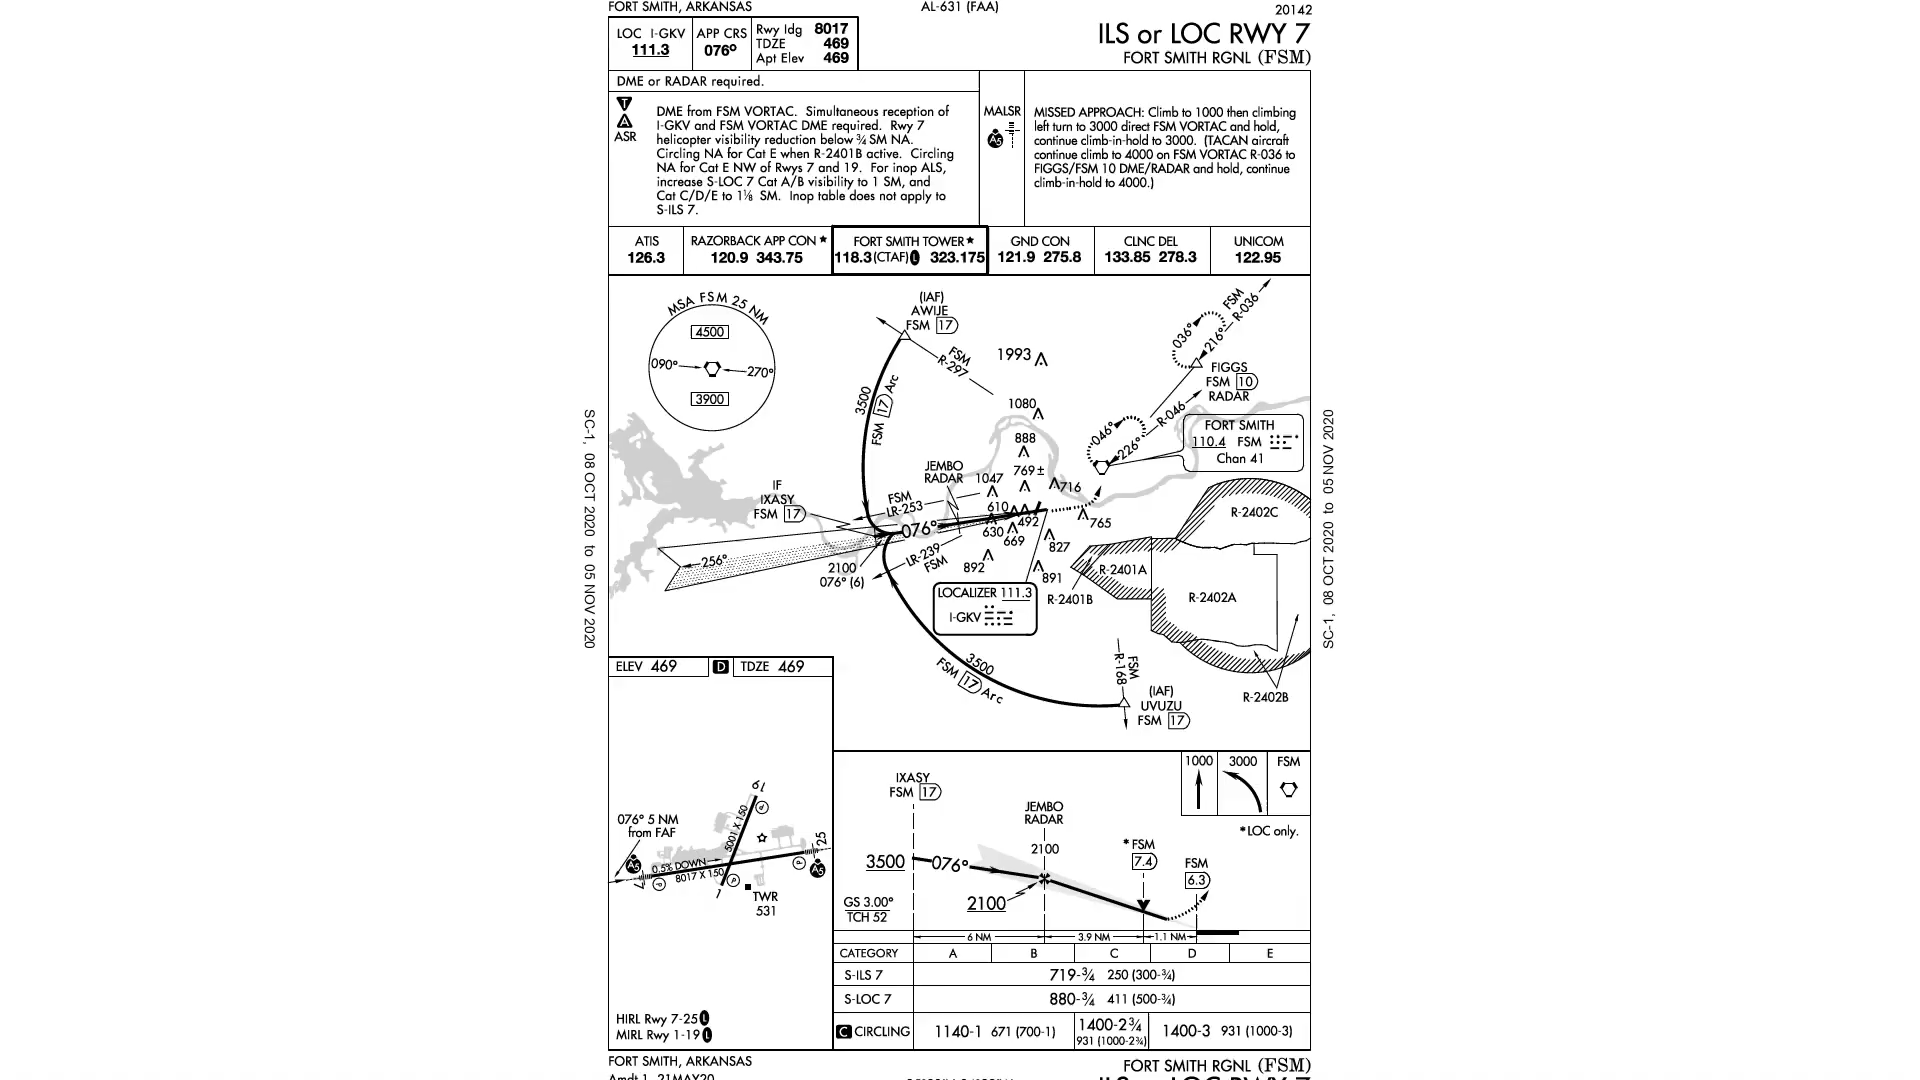 FORT SMITH, ARKANSAS
AL-631 (FAA)
20142
LOC I-GKV
111.3
APP CRS
076°
Rwy ldg 8017
TDZE 469
Apt Elev 469
ILS or LOC RWY 7
FORT SMITH RGNL (FSM)
DME or RADAR required.
T
A
ASR
DME from FSM VORTAC. Simultaneous reception of
I-GKV and FSM VORTAC DME required. Rwy 7
helicopter visibility reduction below ¾ SM NA.
Circling NA for Cat E when R-2401B active. Circling
NA for Cat E NW of Rwys 7 and 19. For inop ALS,
increase S-LOC 7 Cat A/B visibility to 1 SM, and
Cat C/D/E to 1⅛ SM. Inop table does not apply to
S-ILS 7.
MALSR
A5
MISSED APPROACH: Climb to 1000 then climbing
left turn to 3000 direct FSM VORTAC and hold,
continue climb-in-hold to 3000. (TACAN aircraft
continue climb to 4000 on FSM VORTAC R-036 to
FIGGS/FSM 10 DME/RADAR and hold, continue
climb-in-hold to 4000.)
ATIS
126.3
RAZORBACK APP CON ★
120.9 343.75
FORT SMITH TOWER★
118.3 (CTAF) L 323.175
GND CON
121.9 275.8
CLNC DEL
133.85 278.3
UNICOM
122.95
MSA FSM 25 NM
4500
090°
270°
3900
(IAF)
AWIJE
FSM 17
FSM
R-297
3500
FSM 17 Arc
1993
1080
888
769±
716
1047
610
492
630
669
765
827
891
892
FSM
R-036
036°
216°
FIGGS
FSM 10
RADAR
R-046
046°
226°
FORT SMITH
110.4 FSM
Chan 41
JEMBO
RADAR
IF
IXASY
FSM 17
FSM
LR-253
076°
256°
2100
076° (6)
LR-239
FSM
LOCALIZER 111.3
I-GKV
R-2401B
R-2401A
R-2402C
R-2402A
R-2402B
3500
FSM 17 Arc
FSM
R-168
(IAF)
UVUZU
FSM 17
SC-1, 08 OCT 2020 to 05 NOV 2020
SC-1, 08 OCT 2020 to 05 NOV 2020
ELEV 469
D
TDZE 469
076° 5 NM
from FAF
A5
0.5% DOWN
8017 X 150
5001 X 150
19
25
7
1
P
P
P
P
A5
TWR
531
HIRL Rwy 7-25 L
MIRL Rwy 1-19 L
1000
3000
FSM
*LOC only.
IXASY
FSM 17
JEMBO
RADAR
2100
* FSM
7.4
FSM
6.3
3500
076°
2100
GS 3.00°
TCH 52
6 NM
3.9 NM
1.1 NM
CATEGORY A B C D E
S-ILS 7 719-¾ 250 (300-¾)
S-LOC 7 880-¾ 411 (500-¾)
C CIRCLING
1140-1 671 (700-1)
1400-2¾
931 (1000-2¾)
1400-3 931 (1000-3)
FORT SMITH, ARKANSAS
FORT SMITH RGNL (FSM)
Amdt 1 21MAY20
ILS or LOC RWY 7